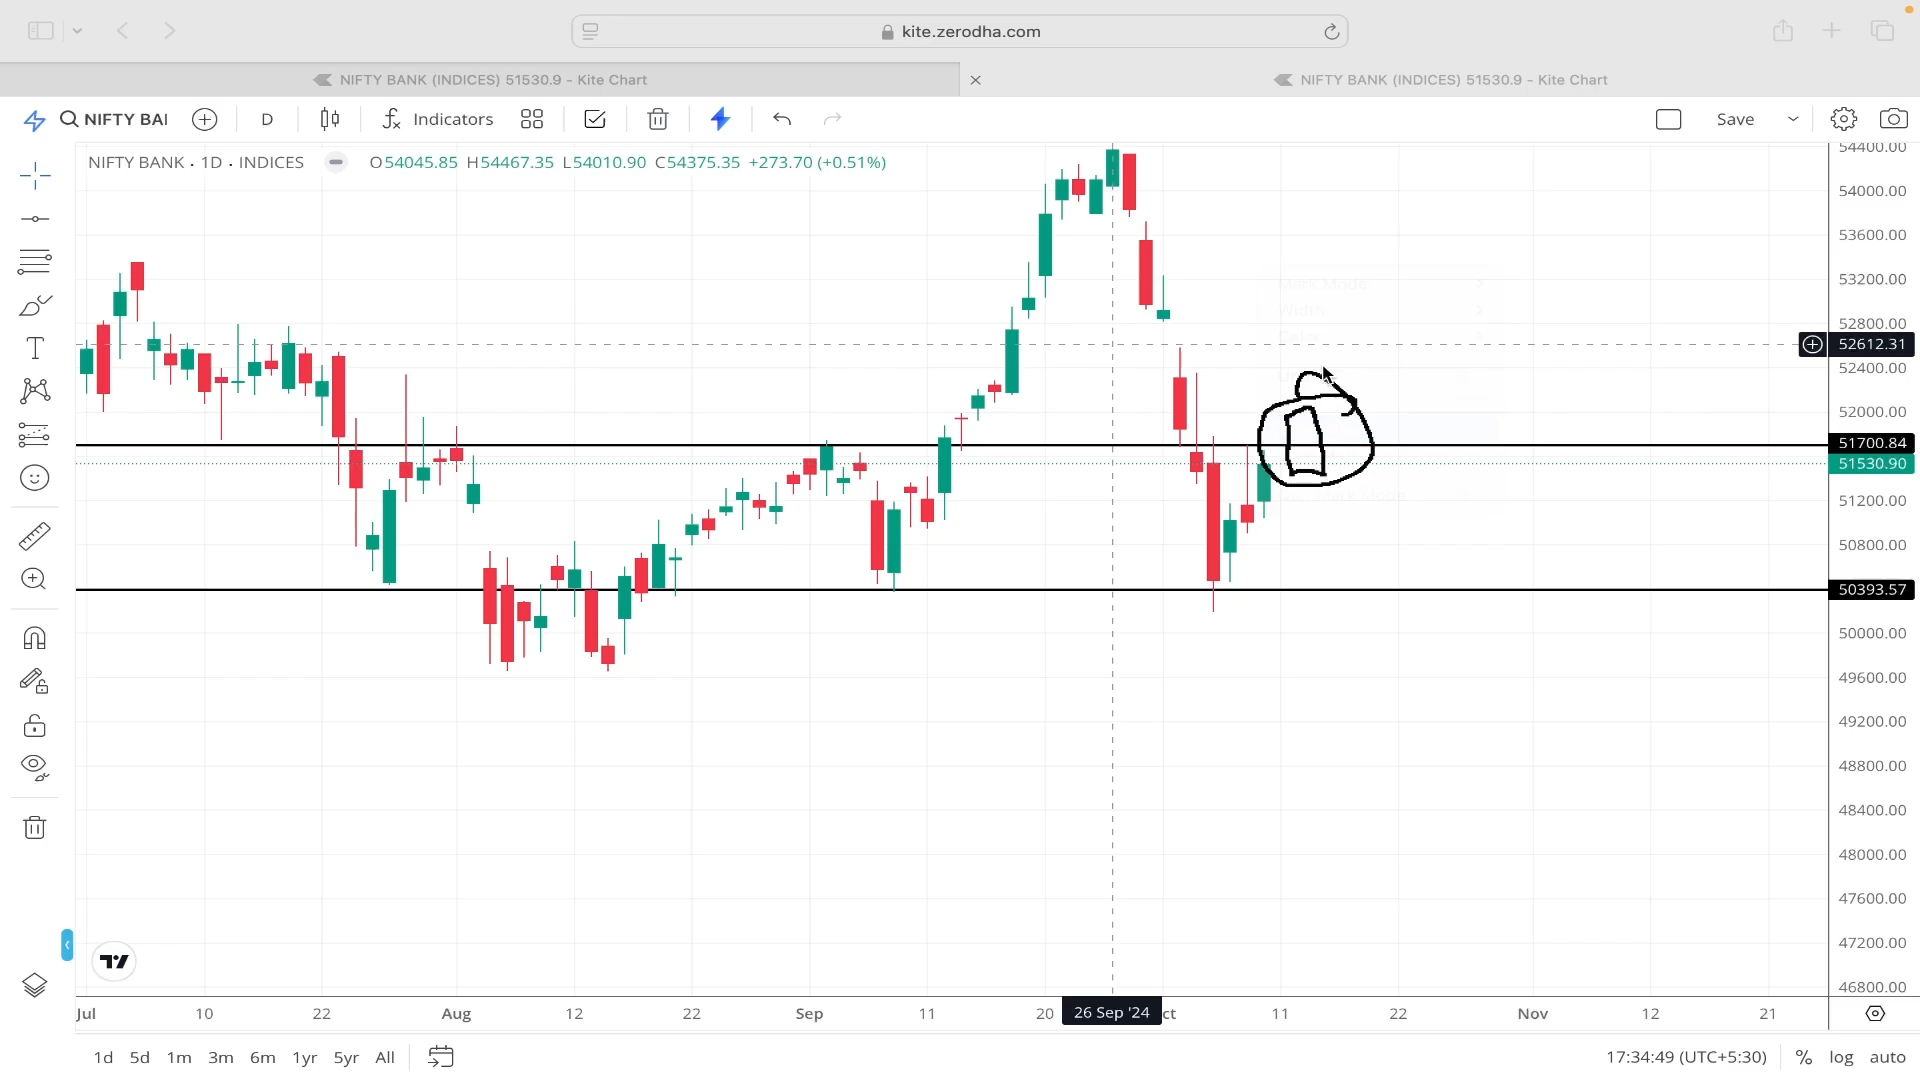 kite.zerodha.com
NIFTY BANK (INDICES) 51530.9 – Kite Chart
NIFTY BANK (INDICES) 51530.9 – Kite Chart
NIFTY BAI
D
Indicators
Save
NIFTY BANK · 1D · INDICES
O54045.85 H54467.35 L54010.90 C54375.35 +273.70 (+0.51%)
54400.00
54000.00
53600.00
53200.00
52800.00
52612.31
52400.00
52000.00
51700.84
51530.90
51200.00
50800.00
50393.57
50000.00
49600.00
49200.00
48800.00
48400.00
48000.00
47600.00
47200.00
46800.00
Jul 10 22 Aug 12 22 Sep 11 20 26 Sep '24 ct 11 22 Nov 12 21
1d 5d 1m 3m 6m 1yr 5yr All
17:34:49 (UTC+5:30) % log auto